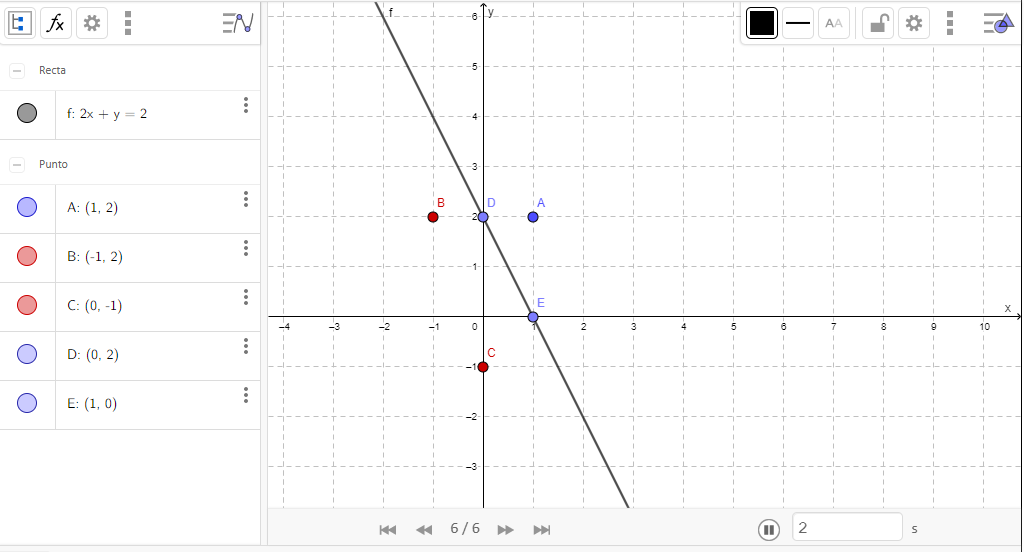 fx
AA
Recta
f: 2x + y = 2
Punto
A: (1, 2)
B: (-1, 2)
C: (0, -1)
D: (0, 2)
E: (1, 0)
f
y
6
5
4
3
B
D
A
2
1
E
x
−4 −3 −2 −1 0 1 2 3 4 5 6 7 8 9 10
C
−1
−2
−3
6 / 6
2 s